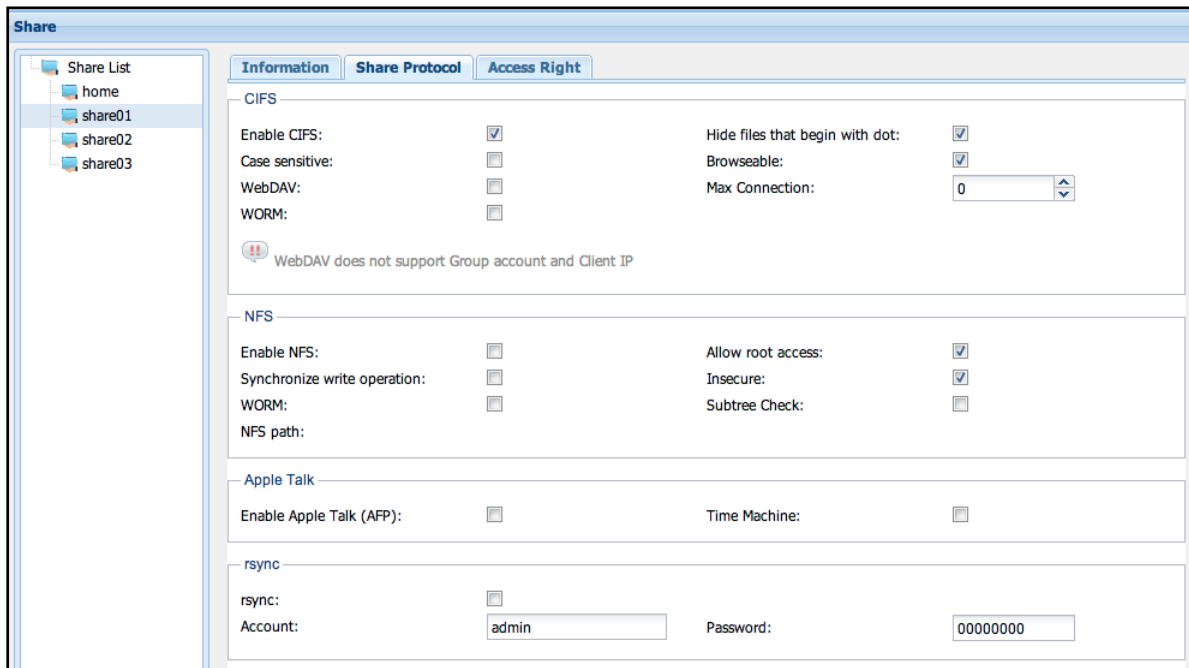 Share
Share List
home
share01
share02
share03
Information Share Protocol Access Right
CIFS
Enable CIFS: Hide files that begin with dot:
Case sensitive: Browseable:
WebDAV: Max Connection: 0
WORM:
!! WebDAV does not support Group account and Client IP
NFS
Enable NFS: Allow root access:
Synchronize write operation: Insecure:
WORM: Subtree Check:
NFS path:
Apple Talk
Enable Apple Talk (AFP): Time Machine:
rsync
rsync:
Account: admin Password: 00000000